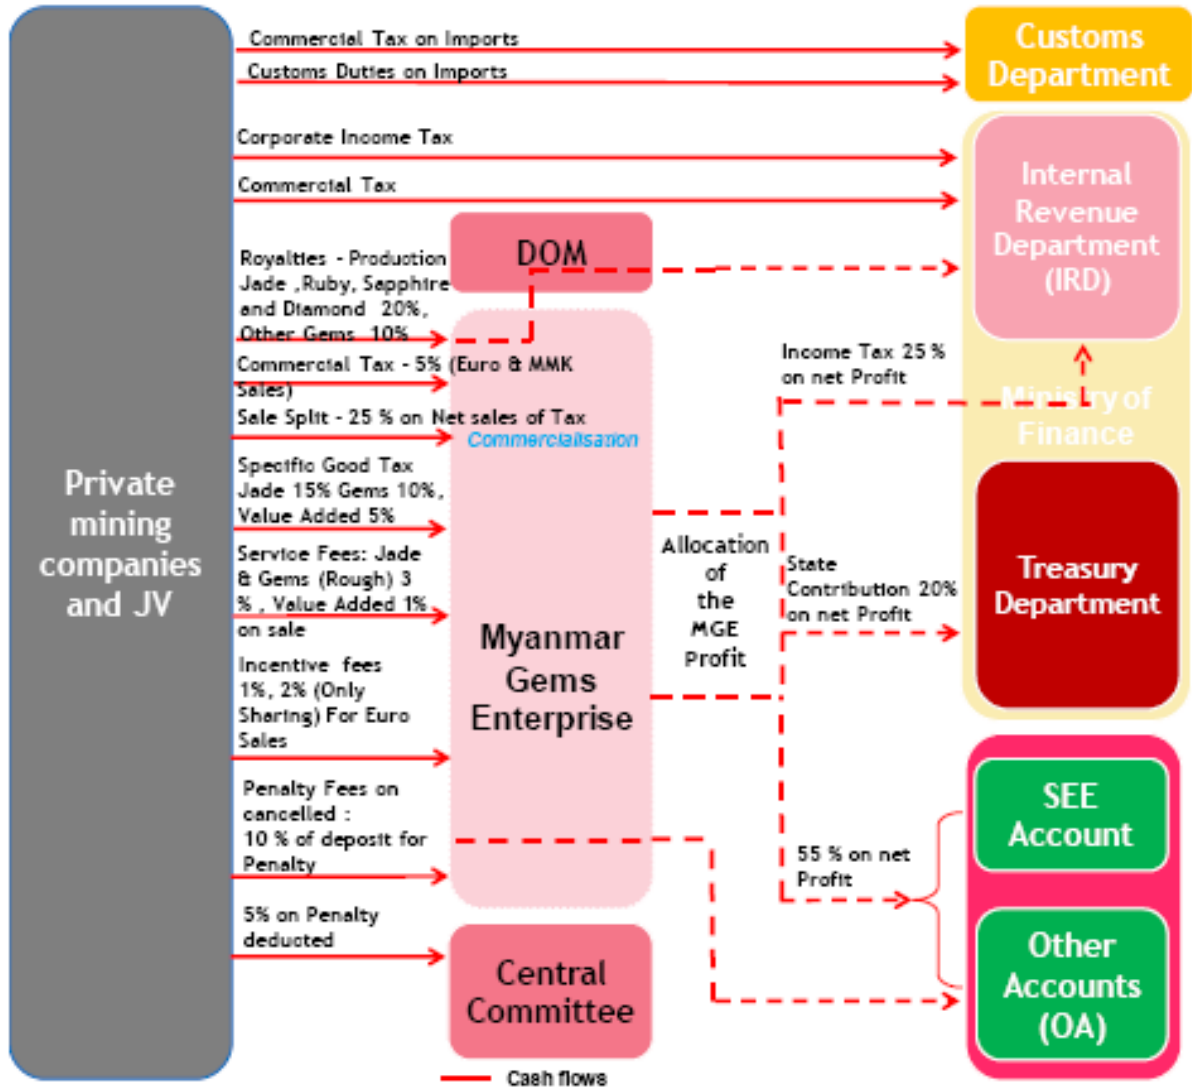 Private
mining
companies
and JV
Commercial Tax on Imports
Customs Duties on Imports
Corporate Income Tax
Commercial Tax
Royalties - Production
Jade ,Ruby, Sapphire
and Diamond 20%,
Other Gems 10%
Commercial Tax - 5% (Euro & MMK
Sales)
Sale Split - 25 % on Net sales of Tax
Specific Good Tax
Jade 15% Gems 10%,
Value Added 5%
Service Fees: Jade
& Gems (Rough) 3
% , Value Added 1%
on sale
Incentive fees
1%, 2% (Only
Sharing) For Euro
Sales
Penalty Fees on
cancelled :
10 % of deposit for
Penalty
5% on Penalty
deducted
DOM
Commercialisation
Myanmar
Gems
Enterprise
Central
Committee
Allocation
of
the
MGE
Profit
Income Tax 25 %
on net Profit
State
Contribution 20%
on net Profit
55 % on net
Profit
Customs
Department
Internal
Revenue
Department
(IRD)
Ministry of
Finance
Treasury
Department
SEE
Account
Other
Accounts
(OA)
Cash flows